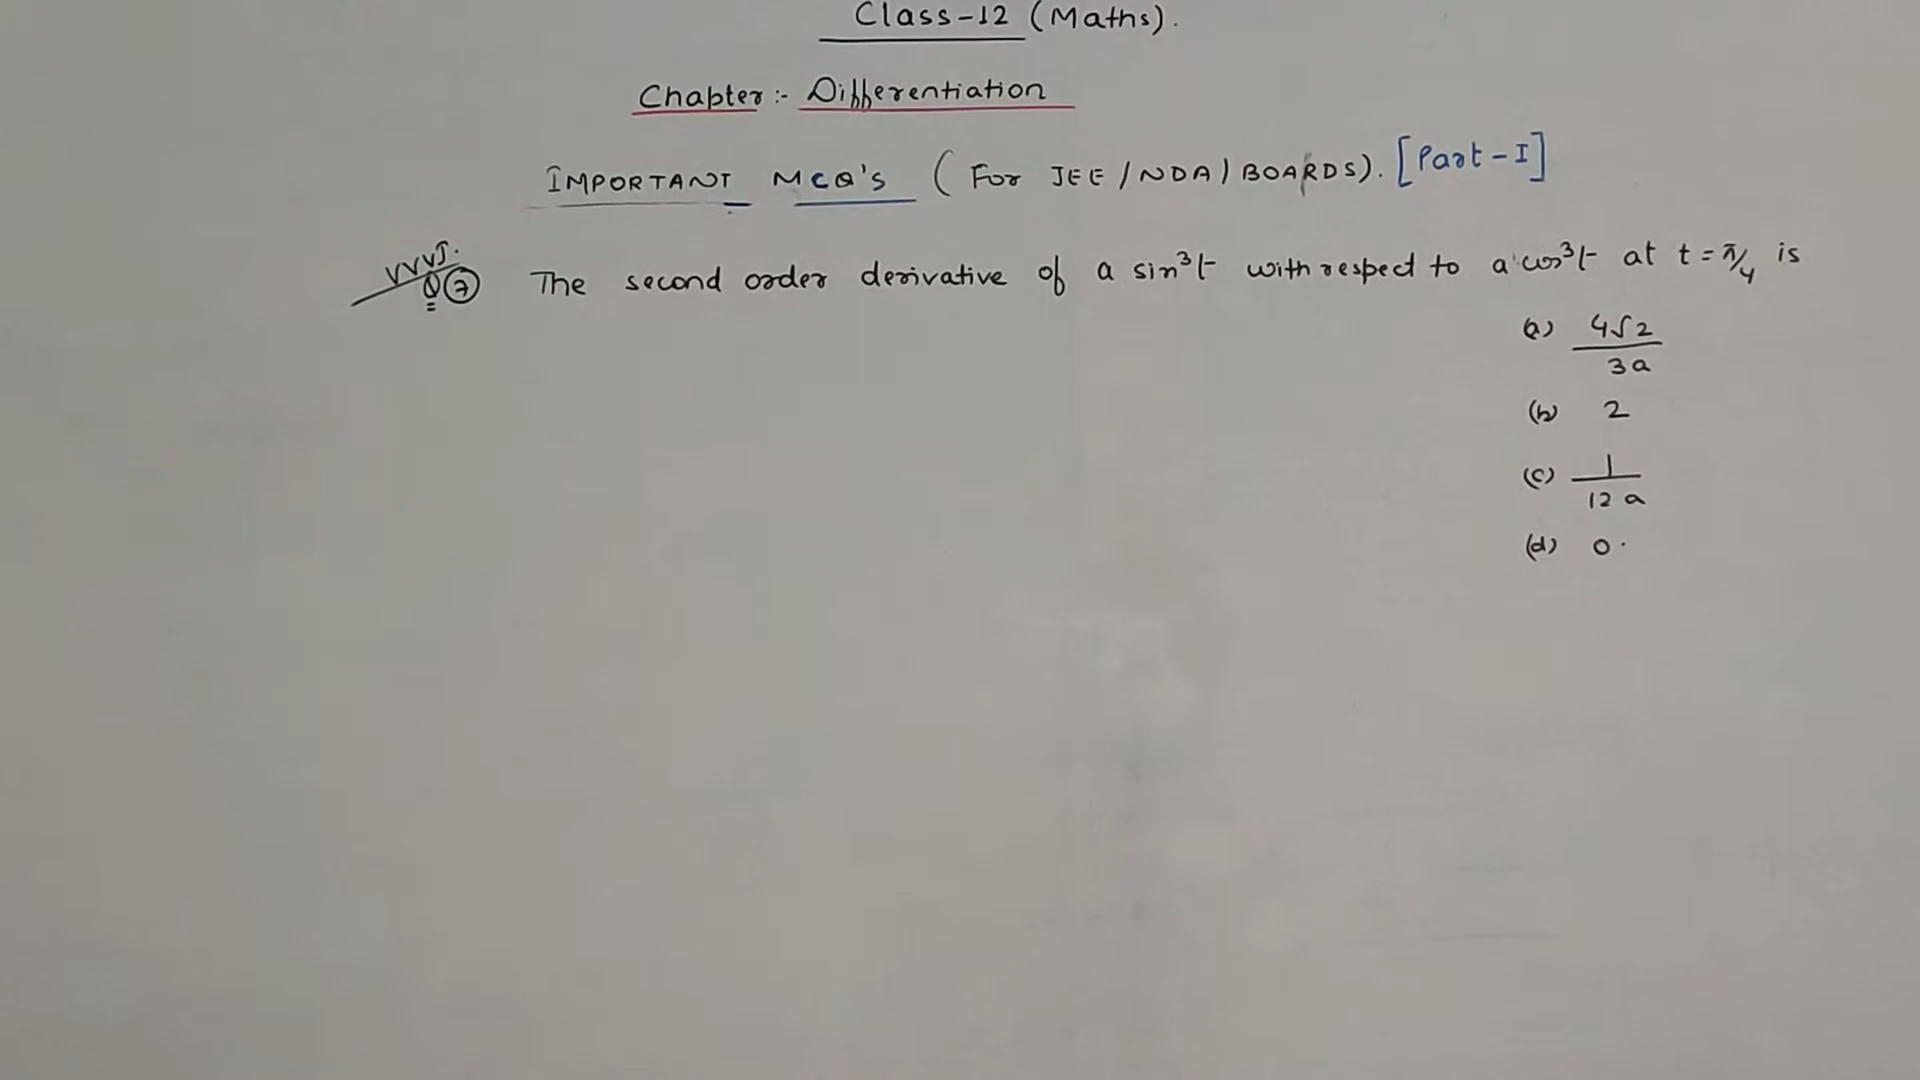 Class-12 (Maths).
Chapter :- Differentiation
IMPORTANT MCQ's (For JEE/NDA/BOARDS). [Part-I]
VVVI.
Q 7 The second order derivative of a sin³t with respect to a cos³t at t = π/4 is
(a) 4√2/3a
(b) 2
(c) 1/12a
(d) 0.